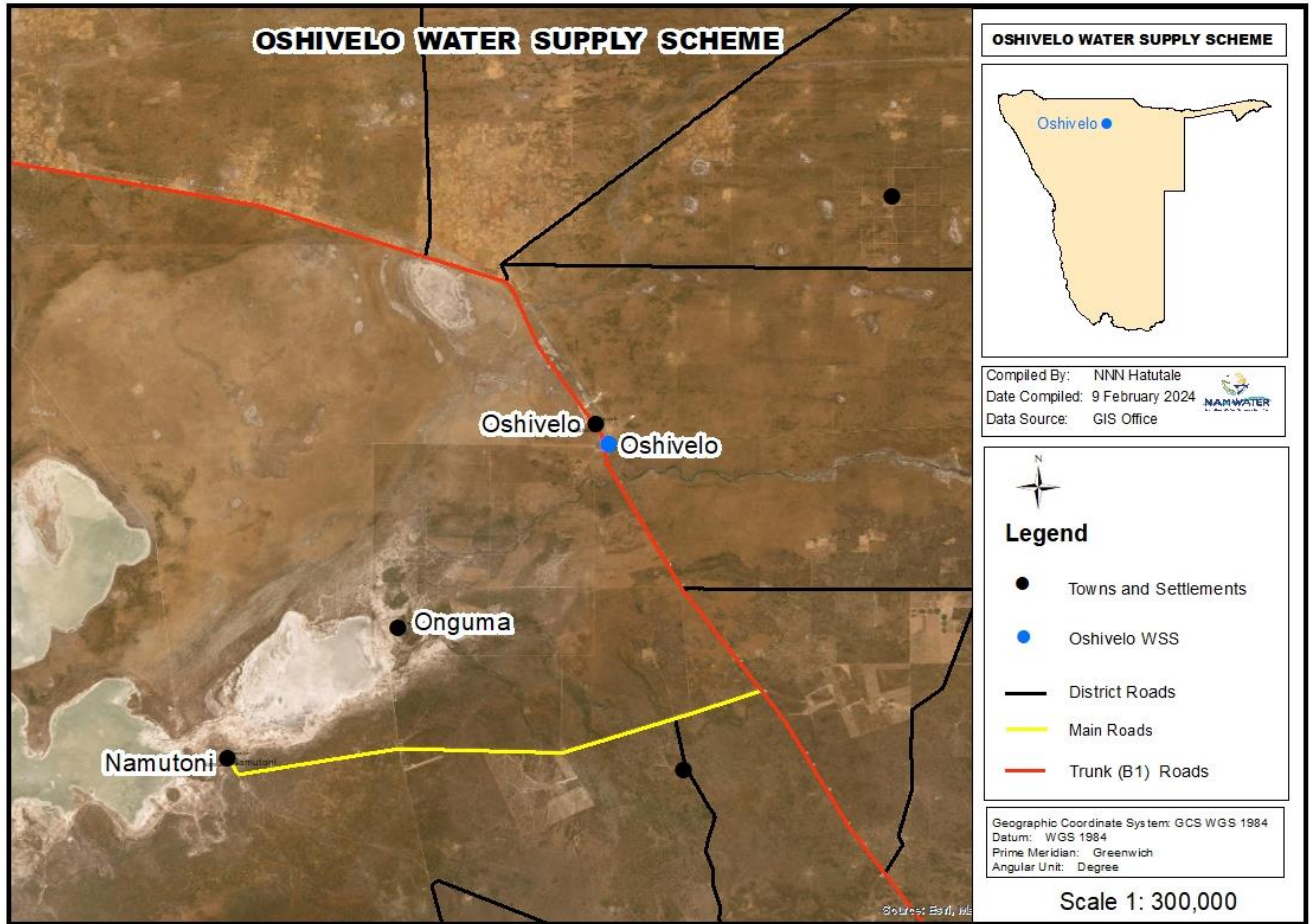 OSHIVELO WATER SUPPLY SCHEME
Oshivelo
Oshivelo
Onguma
Namutoni
Namutoni
Source: Esri,
OSHIVELO WATER SUPPLY SCHEME
Oshivelo
Compiled By: NNN Hatutale
Date Compiled: 9 February 2024
Data Source: GIS Office
NAMWATER
N
Legend
Towns and Settlements
Oshivelo WSS
District Roads
Main Roads
Trunk (B1) Roads
Geographic Coordinate System: GCS WGS 1984
Datum: WGS 1984
Prime Meridian: Greenwich
Angular Unit: Degree
Scale 1: 300,000